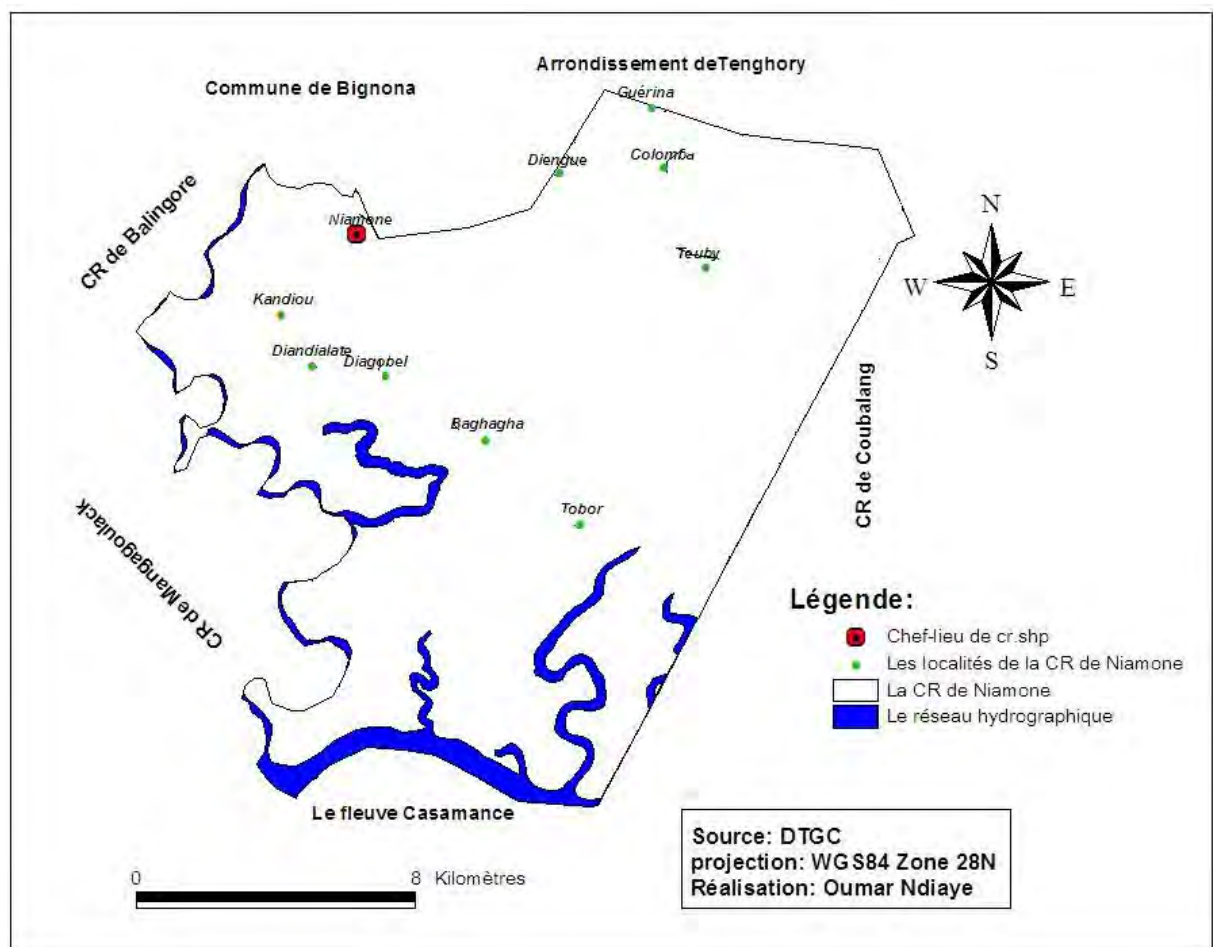 Arrondissement deTenghory
Commune de Bignona
Guérina
Diengue
Colomba
CR de Balingore
Niamone
Teuby
N
W
E
S
Kandiou
Diandialate
Diagobel
Baghagha
CR de Coubalang
Tobor
CR de Mangagoulack
Légende:
Chef-lieu de cr.shp
Les localités de la CR de Niamone
La CR de Niamone
Le réseau hydrographique
Le fleuve Casamance
0 8 Kilomètres
Source: DTGC
projection: WGS84 Zone 28N
Réalisation: Oumar Ndiaye